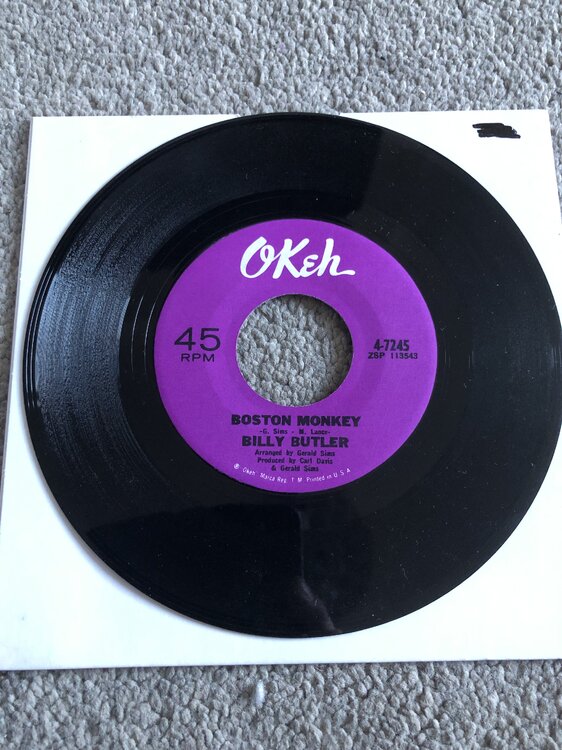 OKeh
45
RPM
4-7245
ZSP 113543
BOSTON MONKEY
-G. Sims - M. Lance-
BILLY BUTLER
Arranged by Gerald Sims
Produced by Carl Davis
& Gerald Sims
® "Okeh" Marca Reg. T M Printed in U S A